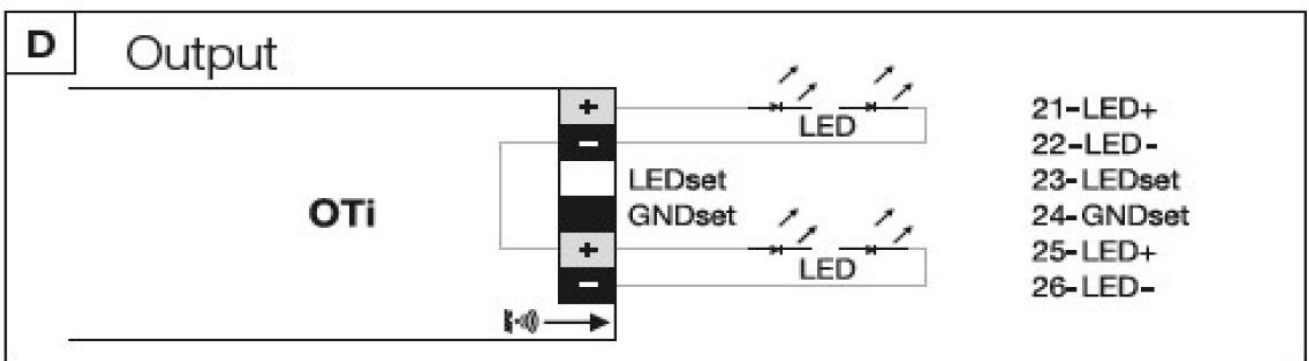 D Output
+
LED
−
LEDset
OTi
GNDset
+
LED
−
21-LED+
22-LED-
23-LEDset
24-GNDset
25-LED+
26-LED-